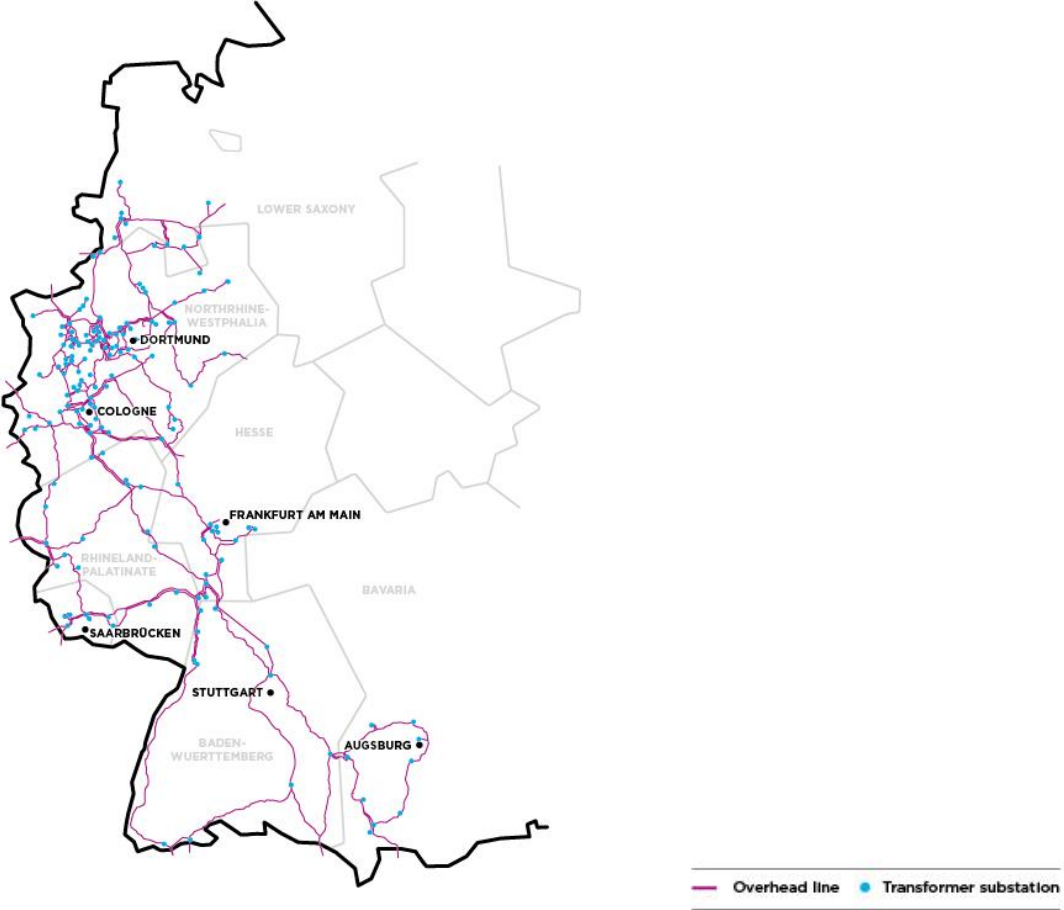 LOWER SAXONY
NORTHRHINE-
WESTPHALIA
DORTMUND
COLOGNE
HESSE
FRANKFURT AM MAIN
RHINELAND-
PALATINATE
BAVARIA
SAARBRÜCKEN
STUTTGART
BADEN-
WUERTTEMBERG
AUGSBURG
Overhead line
Transformer substation